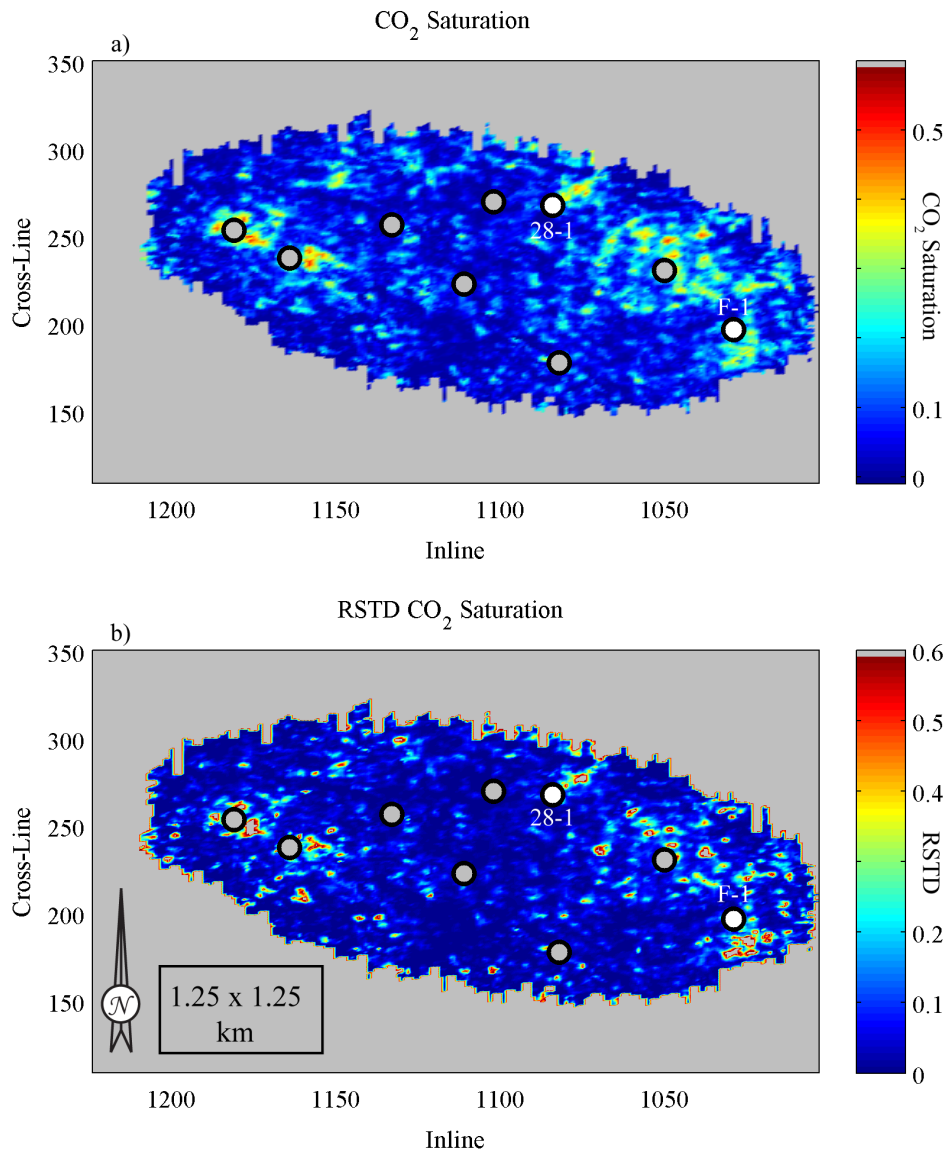 CO2 Saturation
a)
350
300
250
200
150
28-1
F-1
1200 1150 1100 1050
Inline
Cross-Line
0.5
0.1
0
CO2 Saturation
RSTD CO2 Saturation
b)
350
300
250
200
150
28-1
F-1
N
1.25 x 1.25
km
1200 1150 1100 1050
Inline
Cross-Line
0.6
0.5
0.4
0.3
0.2
0.1
0
RSTD